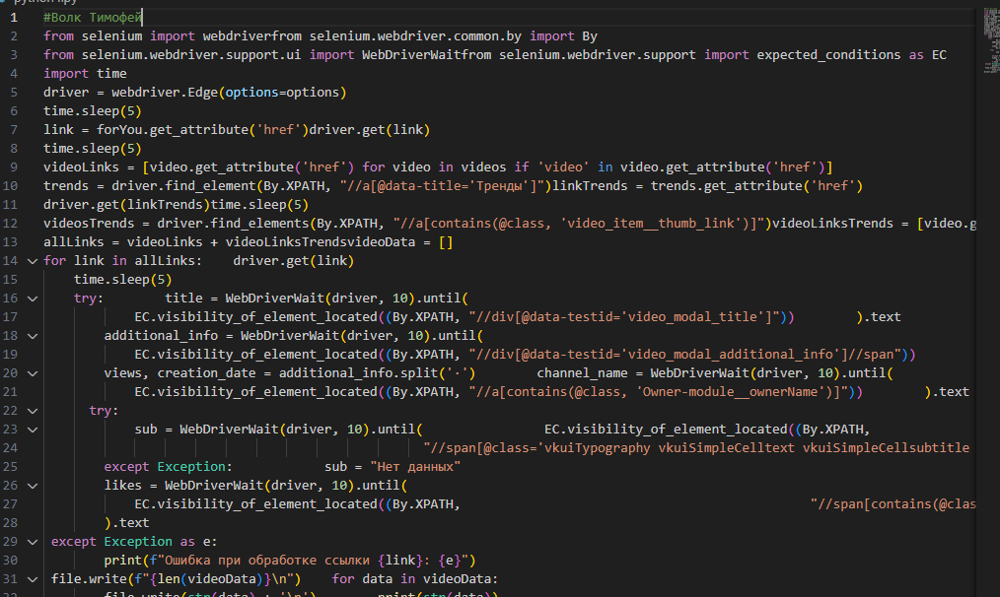 #Волк Тимофей
from selenium import webdriverfrom selenium.webdriver.common.by import By
from selenium.webdriver.support.ui import WebDriverWaitfrom selenium.webdriver.support import expected_conditions as EC
import time
driver = webdriver.Edge(options=options)
time.sleep(5)
link = forYou.get_attribute('href')driver.get(link)
time.sleep(5)
videoLinks = [video.get_attribute('href') for video in videos if 'video' in video.get_attribute('href')]
trends = driver.find_element(By.XPATH, "//a[@data-title='Тренды']")linkTrends = trends.get_attribute('href')
driver.get(linkTrends)time.sleep(5)
videosTrends = driver.find_elements(By.XPATH, "//a[contains(@class, 'video_item__thumb_link')]")videoLinksTrends = [video.g
allLinks = videoLinks + videoLinksTrendsvideoData = []
for link in allLinks:    driver.get(link)
time.sleep(5)
try:        title = WebDriverWait(driver, 10).until(
EC.visibility_of_element_located((By.XPATH, "//div[@data-testid='video_modal_title']"))        ).text
additional_info = WebDriverWait(driver, 10).until(
EC.visibility_of_element_located((By.XPATH, "//div[@data-testid='video_modal_additional_info']//span"))
views, creation_date = additional_info.split('·')        channel_name = WebDriverWait(driver, 10).until(
EC.visibility_of_element_located((By.XPATH, "//a[contains(@class, 'Owner-module__ownerName')]"))        ).text
try:
sub = WebDriverWait(driver, 10).until(                EC.visibility_of_element_located((By.XPATH,
"//span[@class='vkuiTypography vkuiSimpleCelltext vkuiSimpleCellsubtitle
except Exception:            sub = "Нет данных"
likes = WebDriverWait(driver, 10).until(
EC.visibility_of_element_located((By.XPATH,                                              "//span[contains(@clas
).text
except Exception as e:
print(f"Ошибка при обработке ссылки {link}: {e}")
file.write(f"{len(videoData)}\n")    for data in videoData:
file.write(str(data) + '\n')        print(str(data))